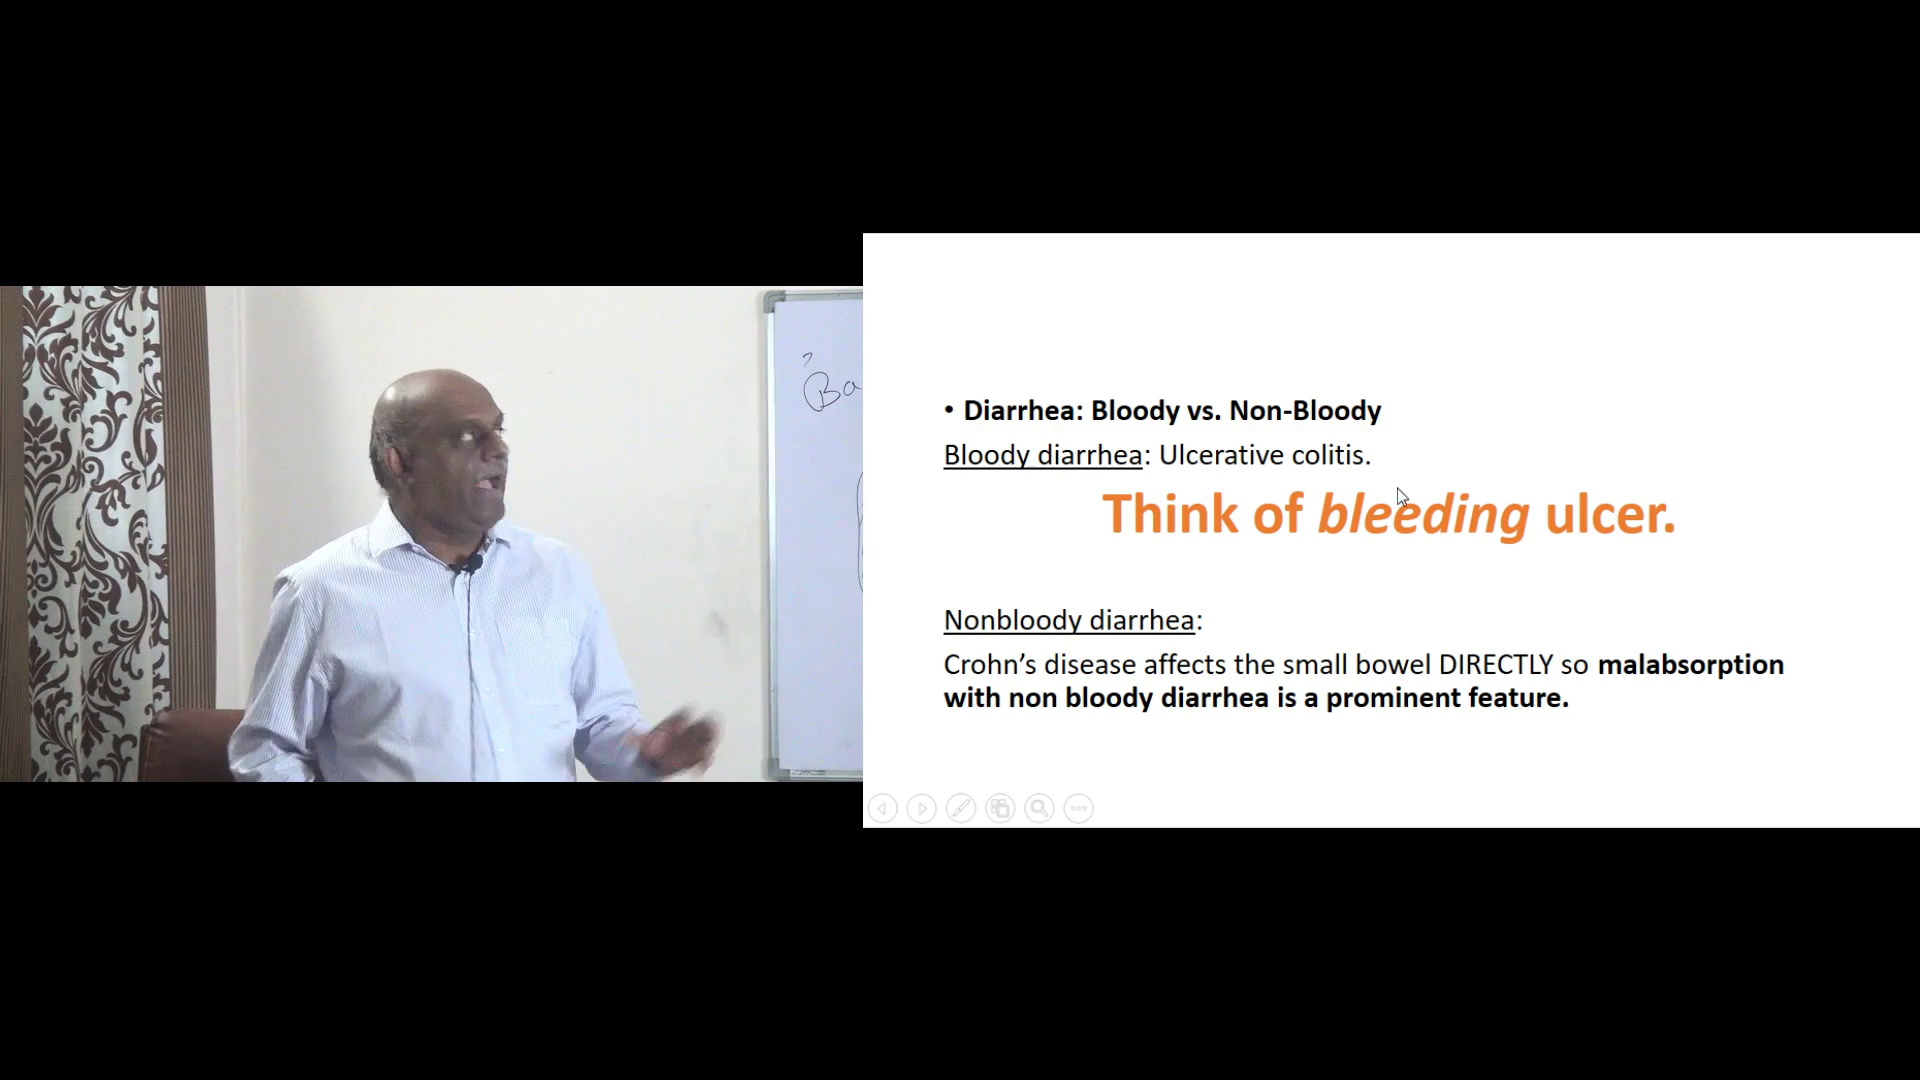 Ba
• Diarrhea: Bloody vs. Non-Bloody
Bloody diarrhea: Ulcerative colitis.
Think of bleeding ulcer.
Nonbloody diarrhea:
Crohn’s disease affects the small bowel DIRECTLY so malabsorption
with non bloody diarrhea is a prominent feature.